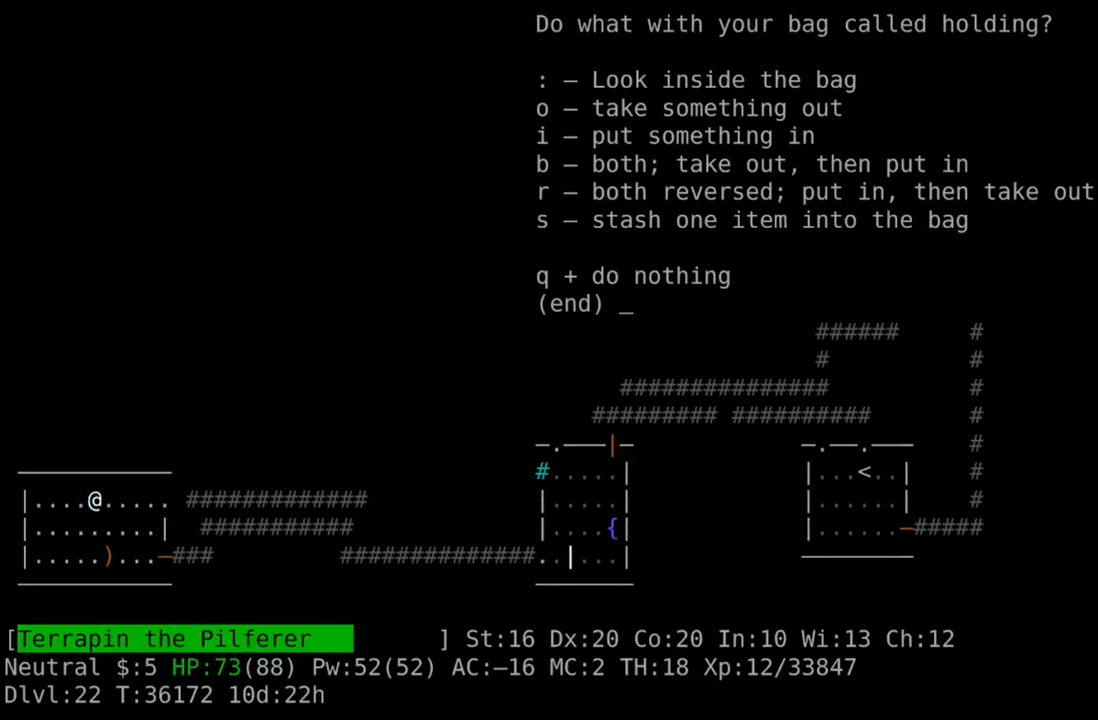 Do what with your bag called holding?
: – Look inside the bag
o – take something out
i – put something in
b – both; take out, then put in
r – both reversed; put in, then take out
s – stash one item into the bag
q + do nothing
(end) _
###### #
# #
############### #
######### ########## #
–.———|– –.——.——— #
——————————— #.....| |...<..| #
|....@..... ############# |.....| |......| #
|.........| ########### |....{ |......–#####
|.....)...–### ##############..|...| ————————
——————————— ———————
[Terrapin the Pilferer ] St:16 Dx:20 Co:20 In:10 Wi:13 Ch:12
Neutral $:5 HP:73(88) Pw:52(52) AC:–16 MC:2 TH:18 Xp:12/33847
Dlvl:22 T:36172 10d:22h